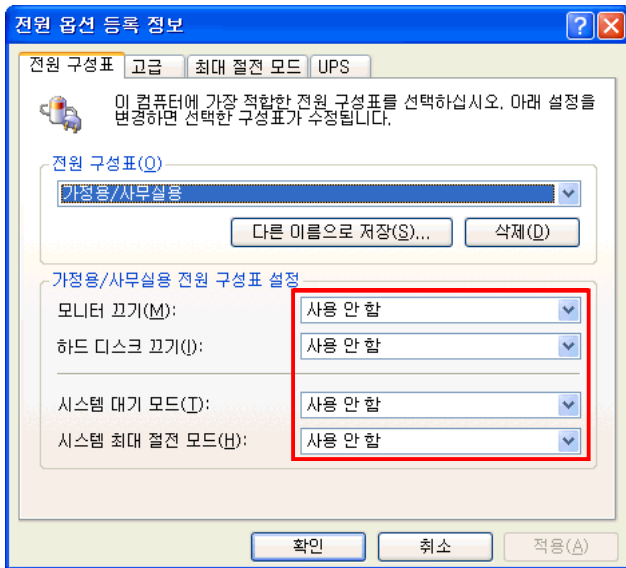 전원 옵션 등록 정보
전원 구성표 고급 최대 절전 모드 UPS
이 컴퓨터에 가장 적합한 전원 구성표를 선택하십시오. 아래 설정을
변경하면 선택한 구성표가 수정됩니다.
전원 구성표(O)
가정용/사무실용
다른 이름으로 저장(S)... 삭제(D)
가정용/사무실용 전원 구성표 설정
모니터 끄기(M): 사용 안 함
하드 디스크 끄기(I): 사용 안 함
시스템 대기 모드(T): 사용 안 함
시스템 최대 절전 모드(H): 사용 안 함
확인 취소 적용(A)